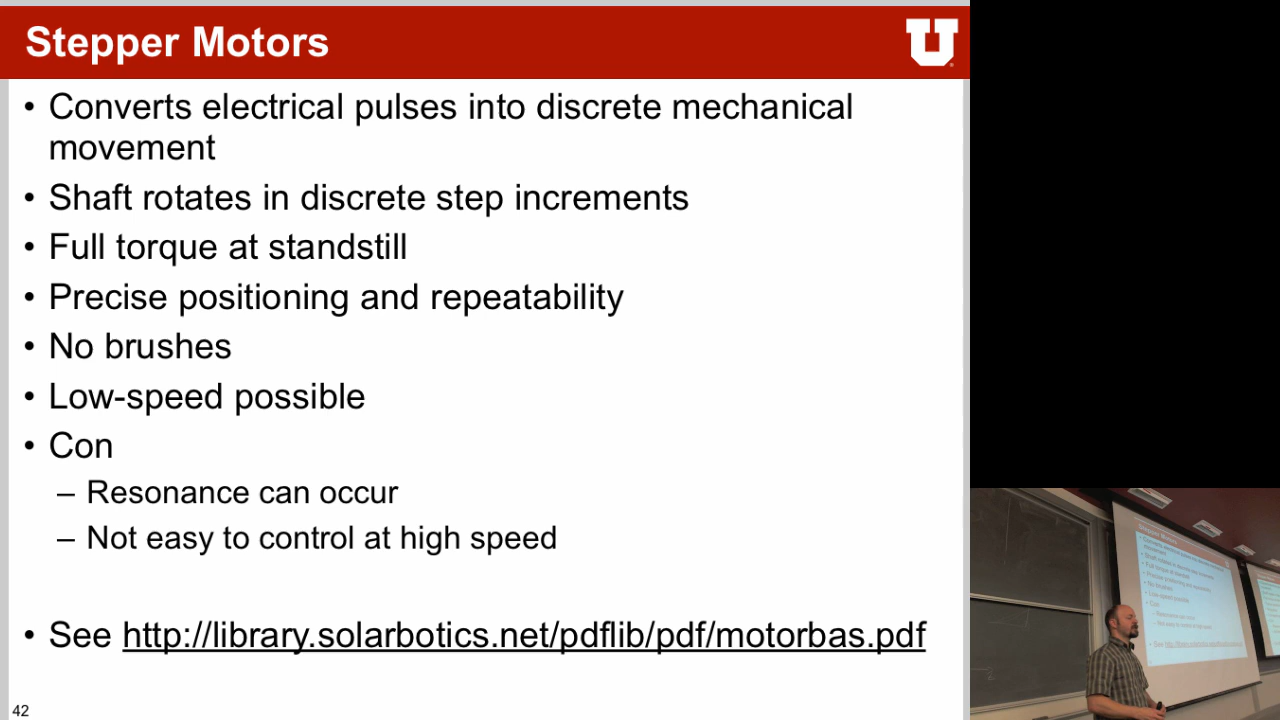 Stepper Motors
U
• Converts electrical pulses into discrete mechanical
movement
• Shaft rotates in discrete step increments
• Full torque at standstill
• Precise positioning and repeatability
• No brushes
• Low-speed possible
• Con
– Resonance can occur
– Not easy to control at high speed
• See http://library.solarbotics.net/pdflib/pdf/motorbas.pdf
42
Stepper Motors